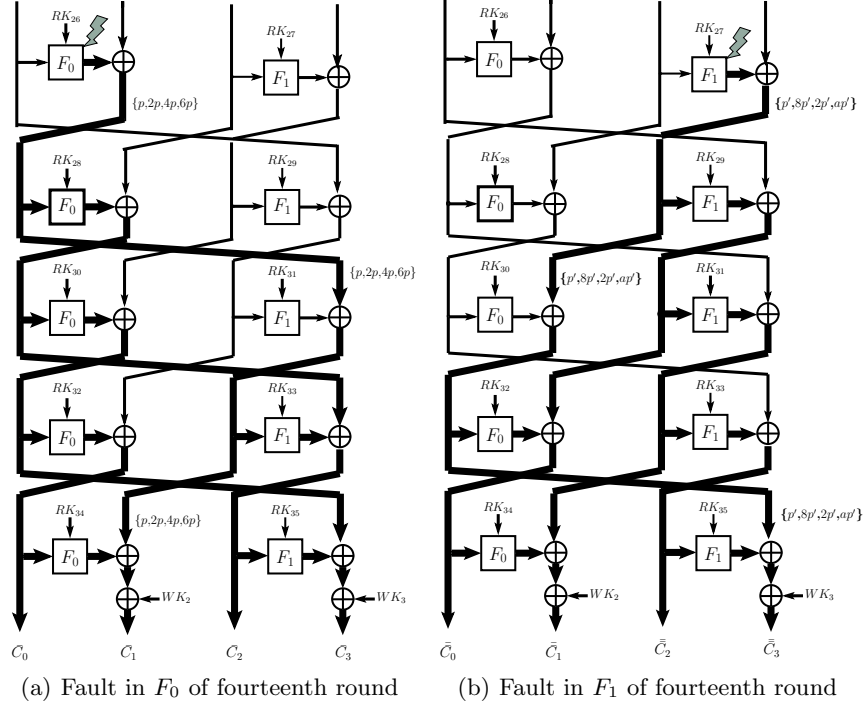 RK₂₆ RK₂₆
RK₂₇ RK₂₇
F₀ F₁ F₀ F₁
{p,2p,4p,6p} {p′,8p′,2p′,ap′}
RK₂₈ RK₂₉ RK₂₈ RK₂₉
F₀ F₁ F₀ F₁
RK₃₀ RK₃₁ {p,2p,4p,6p} RK₃₀ {p′,8p′,2p′,ap′} RK₃₁
F₀ F₁ F₀ F₁
RK₃₂ RK₃₃ RK₃₂ RK₃₃
F₀ F₁ F₀ F₁
RK₃₄ {p,2p,4p,6p} RK₃₅ RK₃₄ RK₃₅ {p′,8p′,2p′,ap′}
F₀ F₁ F₀ F₁
WK₂ WK₃ WK₂ WK₃
C̄₀ C̄₁ C̄₂ C̄₃ C̿₀ C̿₁ C̿₂ C̿₃
(a) Fault in F₀ of fourteenth round (b) Fault in F₁ of fourteenth round